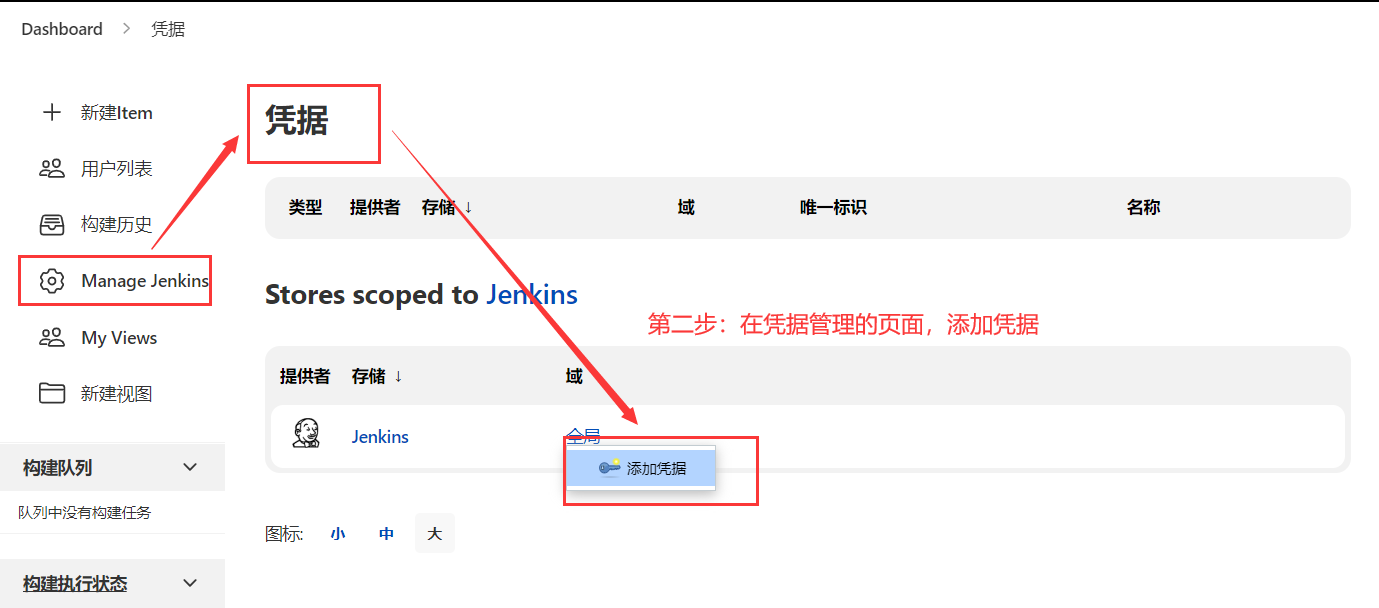 Dashboard > 凭据
新建Item
用户列表
构建历史
Manage Jenkins
My Views
新建视图
构建队列
队列中没有构建任务
构建执行状态
凭据
类型 提供者 存储 ↓ 域 唯一标识 名称
Stores scoped to Jenkins
第二步：在凭据管理的页面，添加凭据
提供者 存储 ↓ 域
Jenkins 全局
添加凭据
图标: 小 中 大